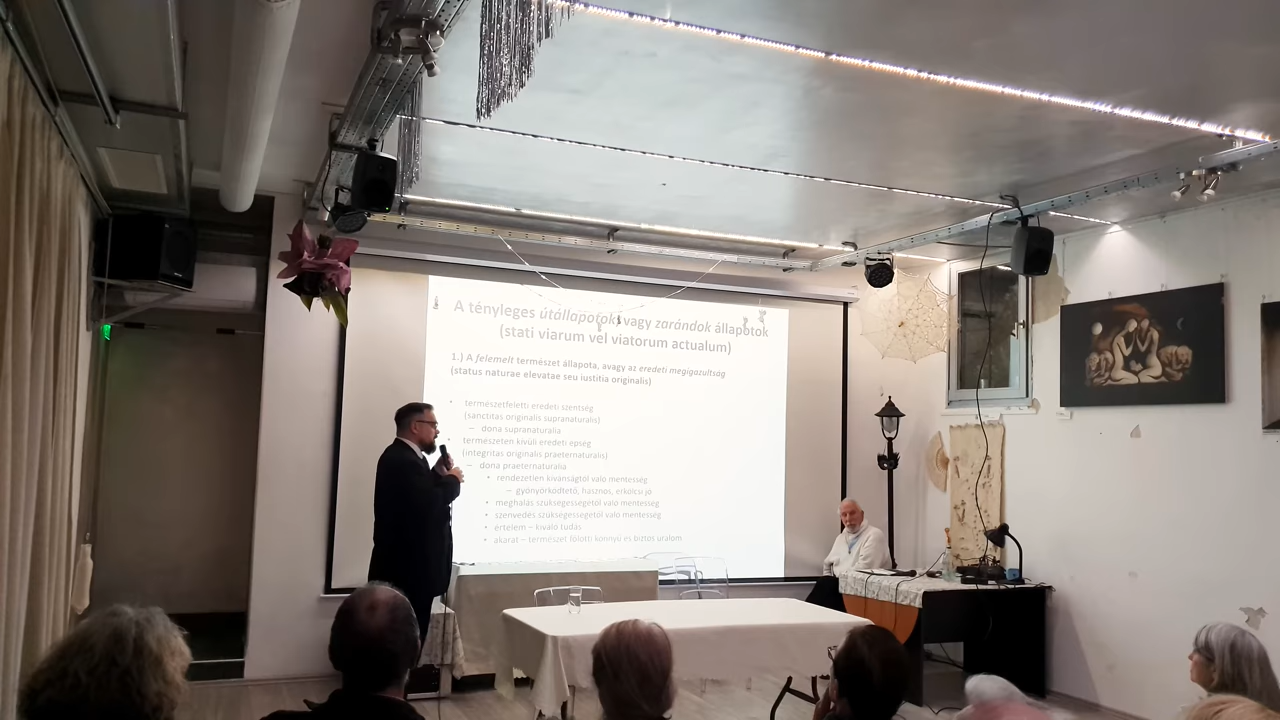 A tényleges útállapotok, vagy zarándok állapotok
(stati viarum vel viatorum actualum)
1.) A felemelt természet állapota, avagy az eredeti megigazultság
(status naturae elevatae seu iustitia originalis)
• természetfeletti eredeti szentség
(sanctitas originalis supranaturalis)
– dona supranaturalia
• természeten kívüli eredeti épség
(integritas originalis praeternaturalis)
– dona praeternaturalia
• rendezetlen kívánságtól való mentesség
– gyönyörködtető, hasznos, erkölcsi jó
• meghalás szükségességétől való mentesség
• szenvedés szükségességétől való mentesség
• értelem – kiváló tudás
• akarat – természet fölötti könnyű és biztos uralom